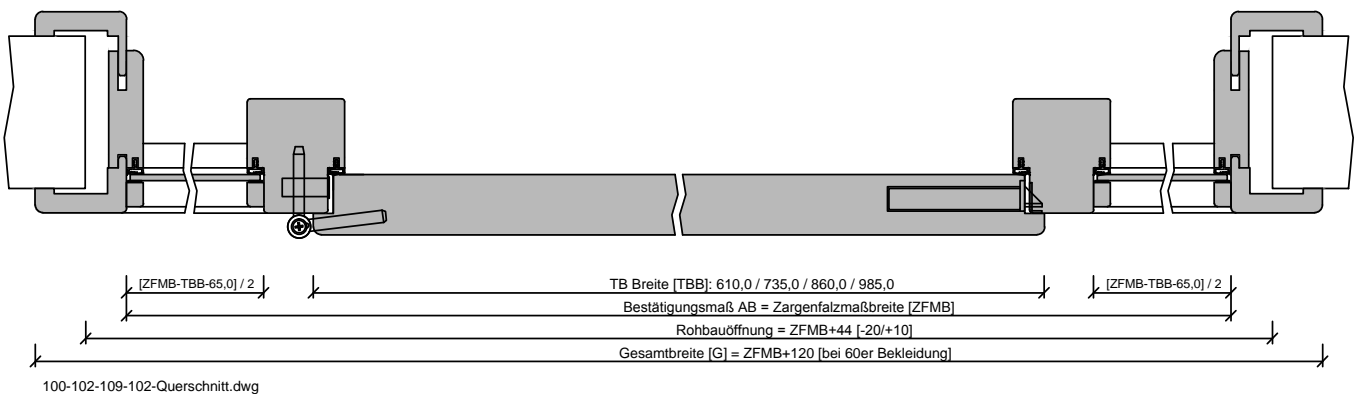 [ZFMB-TBB-65,0] / 2
TB Breite [TBB]: 610,0 / 735,0 / 860,0 / 985,0
[ZFMB-TBB-65,0] / 2
Bestätigungsmaß AB = Zargenfalzmaßbreite [ZFMB]
Rohbauöffnung = ZFMB+44 [-20/+10]
Gesamtbreite [G] = ZFMB+120 [bei 60er Bekleidung]
100-102-109-102-Querschnitt.dwg